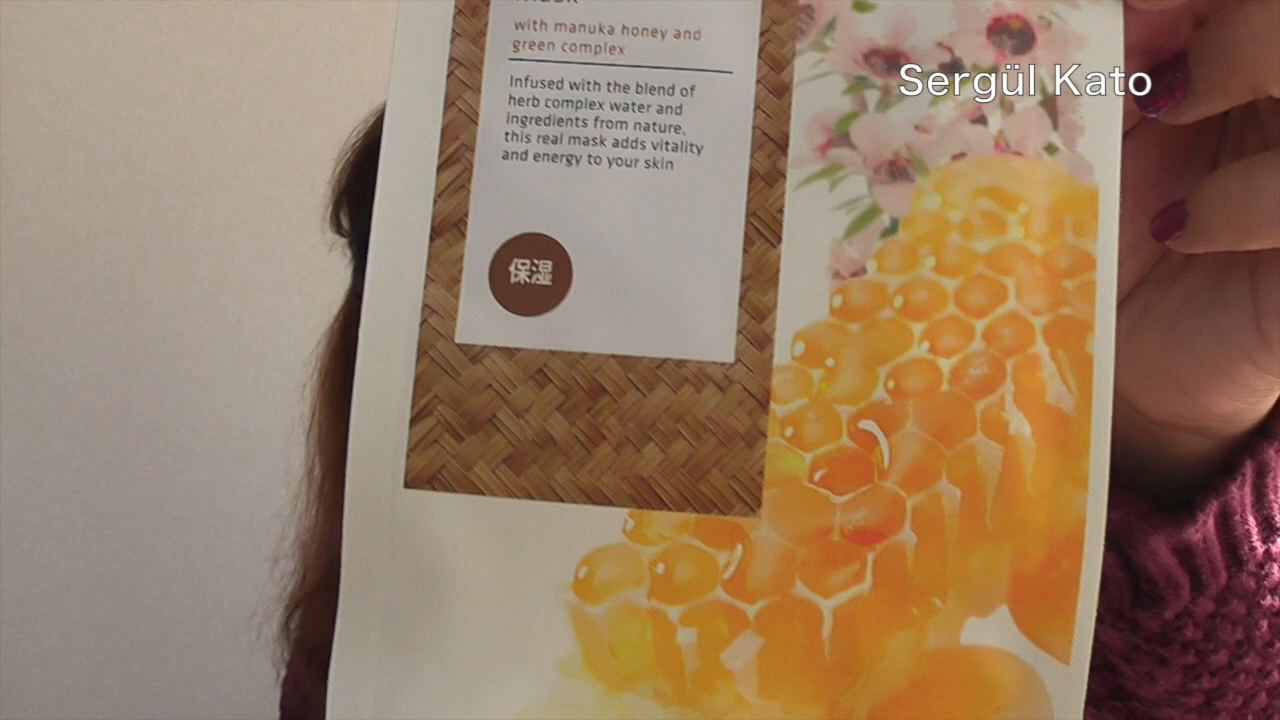 with manuka honey and
green complex
Sergül Kato
Infused with the blend of
herb complex water and
ingredients from nature,
this real mask adds vitality
and energy to your skin
保湿